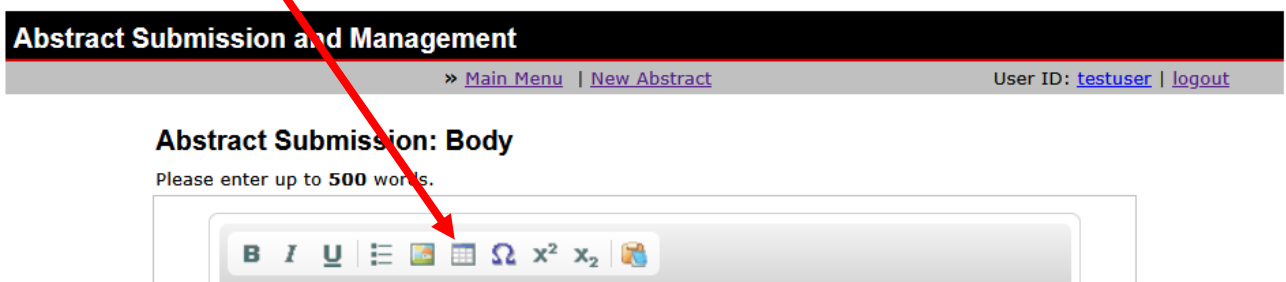 Abstract Submission and Management
» Main Menu | New Abstract User ID: testuser | logout
Abstract Submission: Body
Please enter up to 500 words.
B I U Ω x² x₂